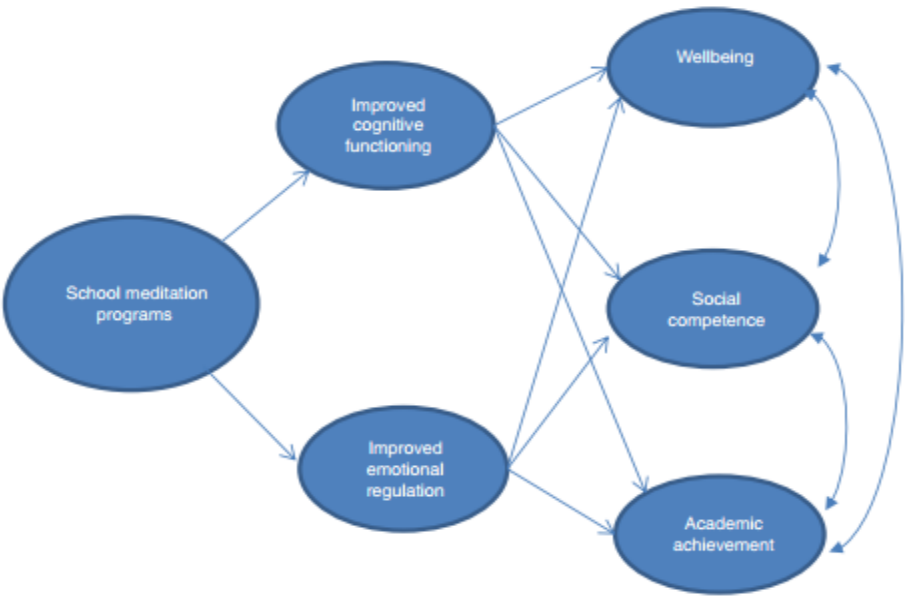 Wellbeing
Improved
cognitive
functioning
School meditation
programs
Social
competence
Improved
emotional
regulation
Academic
achievement